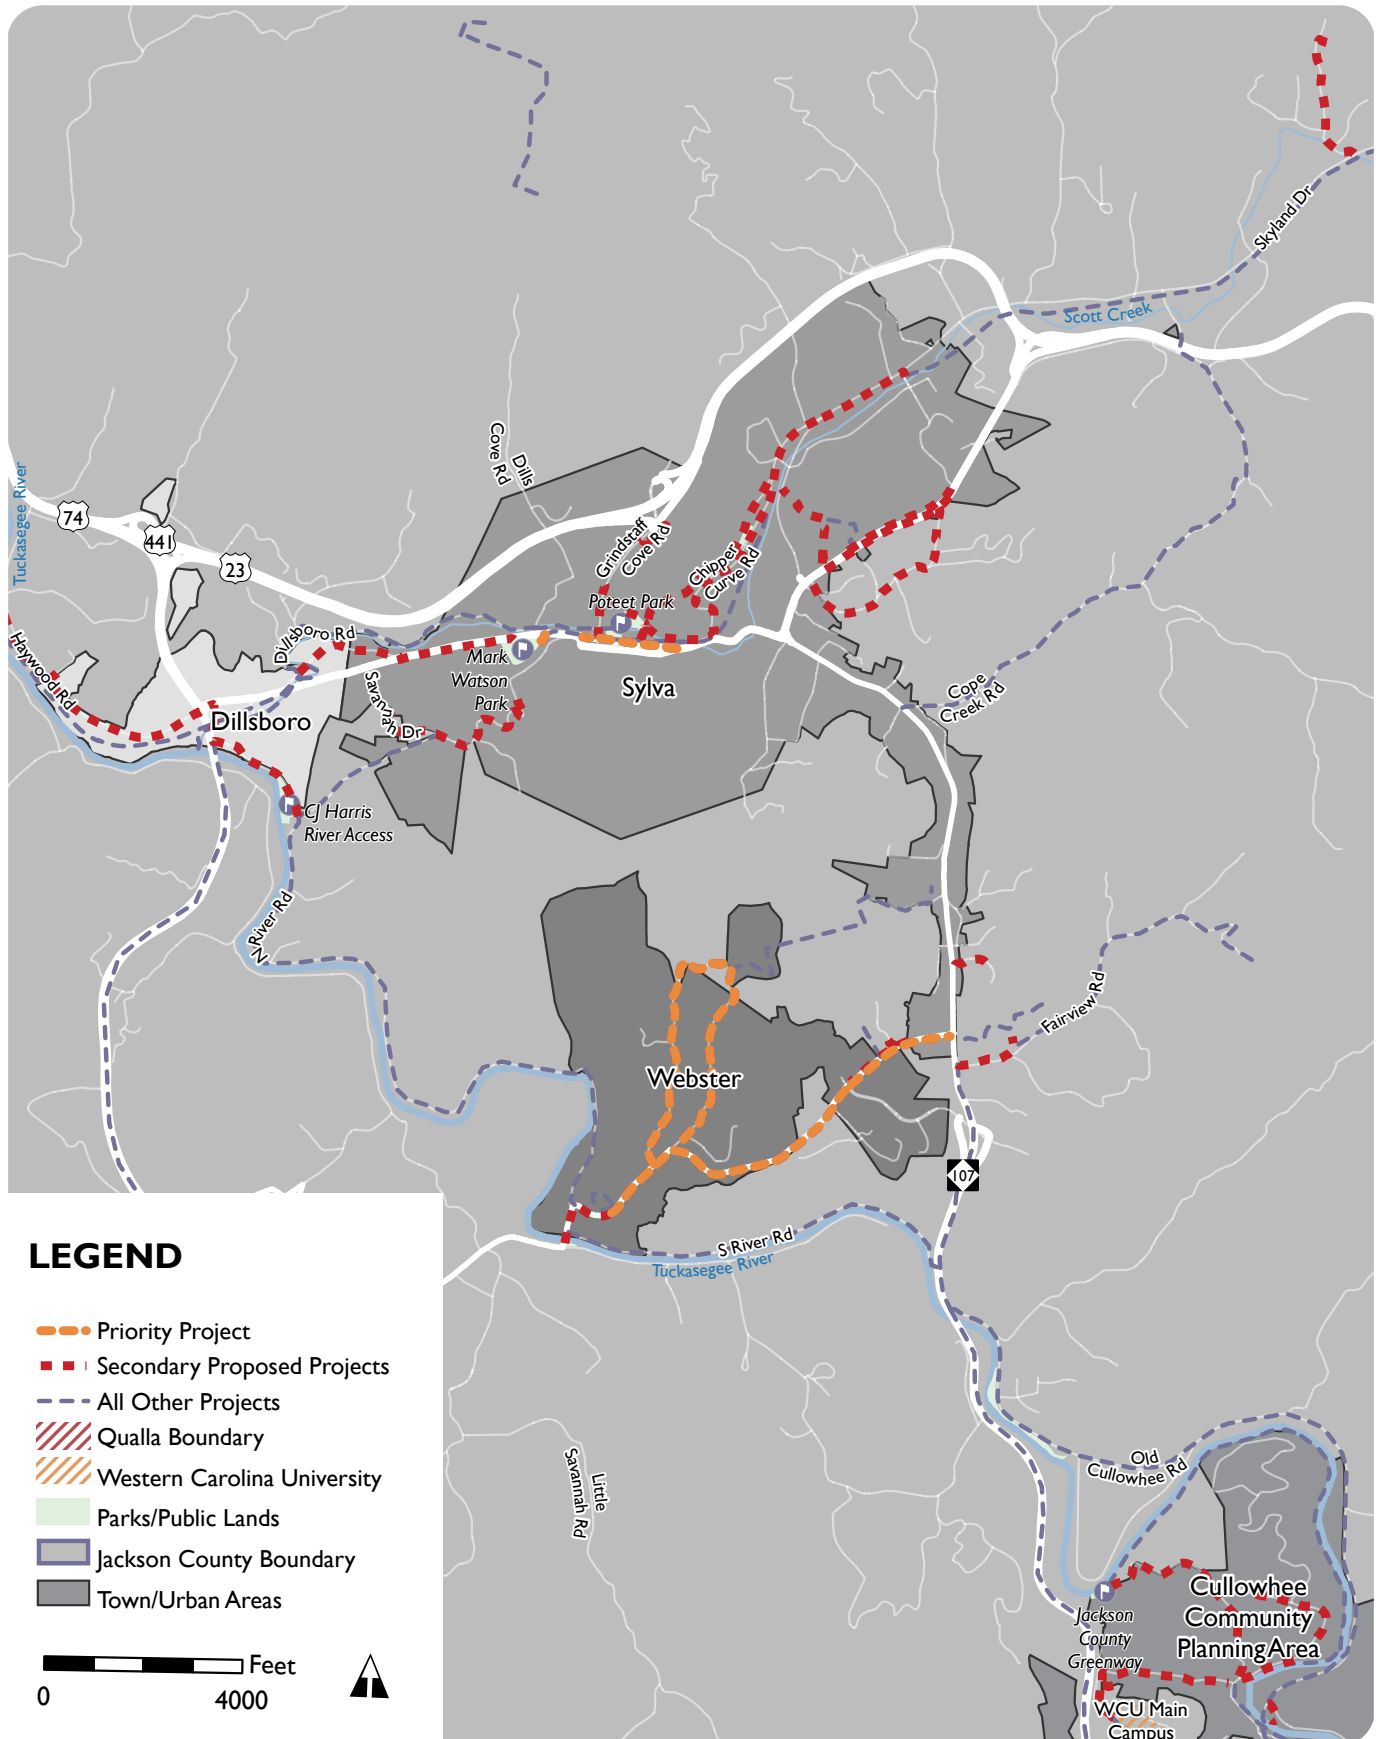 Skyland Dr
Scott Creek
Dills
Cove Rd
Tuckasegee River
74
441
23
Grindstaff
Cove Rd
Chipper
Curve Rd
Poteet Park
Dillsboro Rd
Mark
Watson
Park
Haywood Rd
Savannah Dr
Sylva
Cope
Creek Rd
Dillsboro
CJ Harris
River Access
N River Rd
Fairview Rd
Webster
107
S River Rd
Tuckasegee River
LEGEND
Priority Project
Secondary Proposed Projects
All Other Projects
Qualla Boundary
Western Carolina University
Parks/Public Lands
Jackson County Boundary
Town/Urban Areas
Feet
0
4000
Little
Savannah Rd
Old
Cullowhee Rd
Cullowhee
Community
Planning Area
Jackson
County
Greenway
WCU Main
Campus